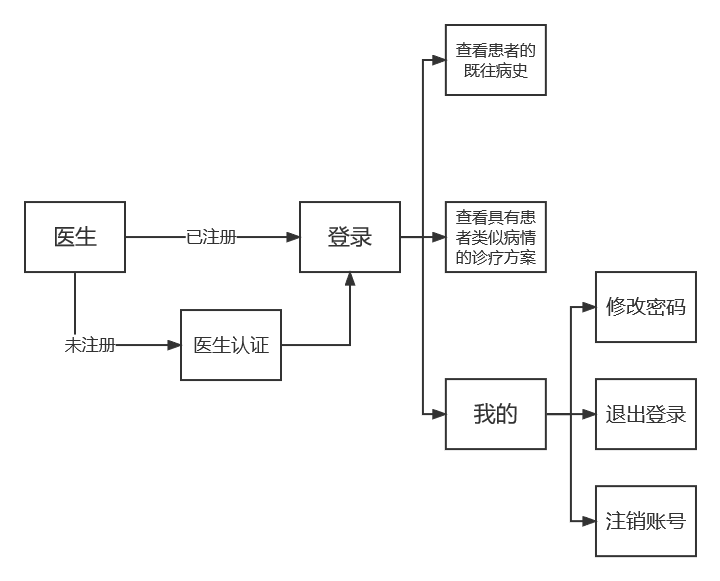 查看患者的
既往病史
医生
已注册
登录
查看具有患
者类似病情
的诊疗方案
未注册
医生认证
修改密码
我的
退出登录
注销账号